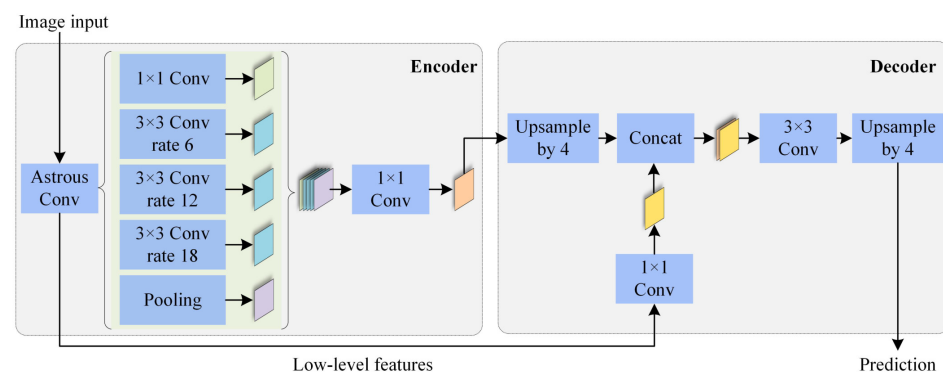 Image input
Encoder
Decoder
1×1 Conv
3×3 Conv
rate 6
Astrous
Conv
3×3 Conv
rate 12
3×3 Conv
rate 18
Pooling
1×1
Conv
Upsample
by 4
Concat
3×3
Conv
Upsample
by 4
1×1
Conv
Low-level features
Prediction